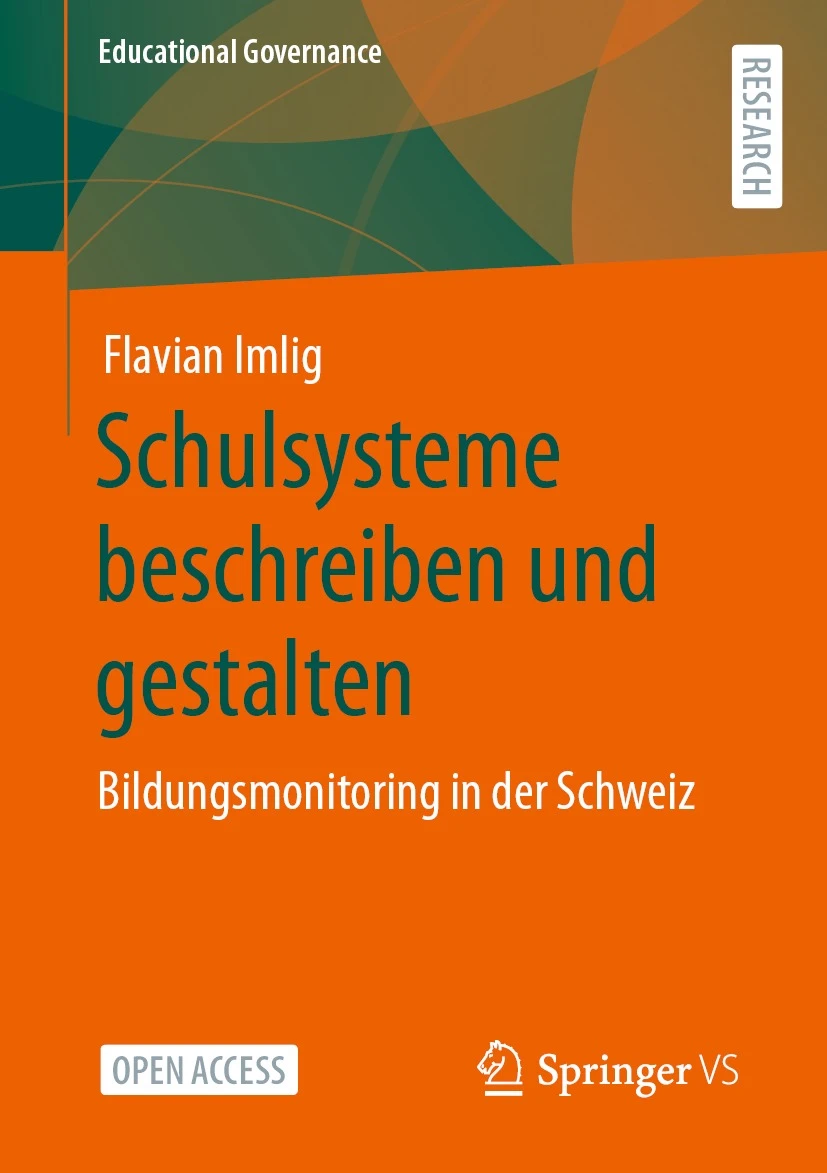 Educational Governance
RESEARCH
Flavian Imlig
Schulsysteme
beschreiben und
gestalten
Bildungsmonitoring in der Schweiz
OPEN ACCESS
Springer VS